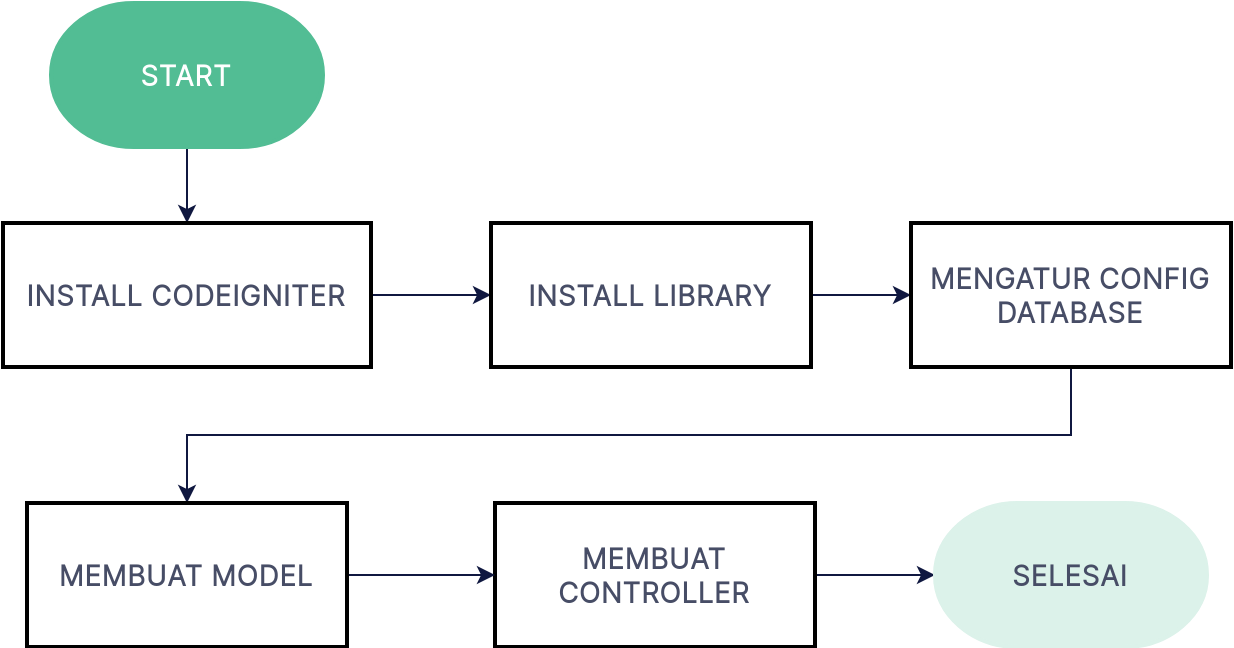 START
INSTALL CODEIGNITER
INSTALL LIBRARY
MENGATUR CONFIG
DATABASE
MEMBUAT MODEL
MEMBUAT
CONTROLLER
SELESAI